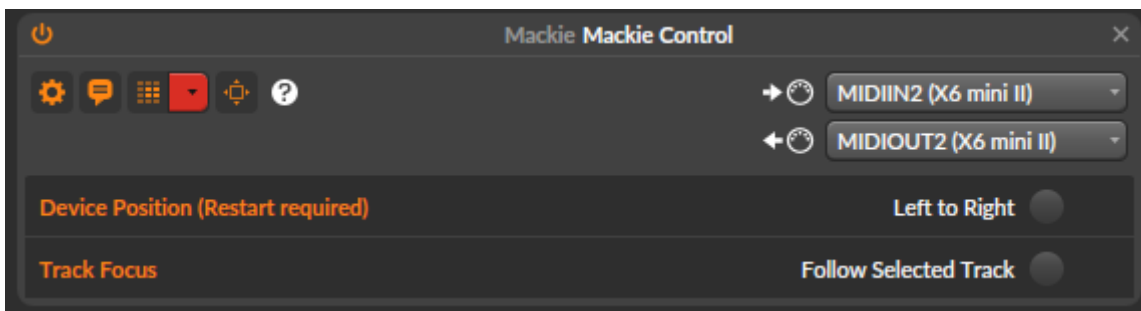 Mackie Mackie Control
MIDIIN2 (X6 mini II)
MIDIOUT2 (X6 mini II)
Device Position (Restart required) Left to Right
Track Focus Follow Selected Track